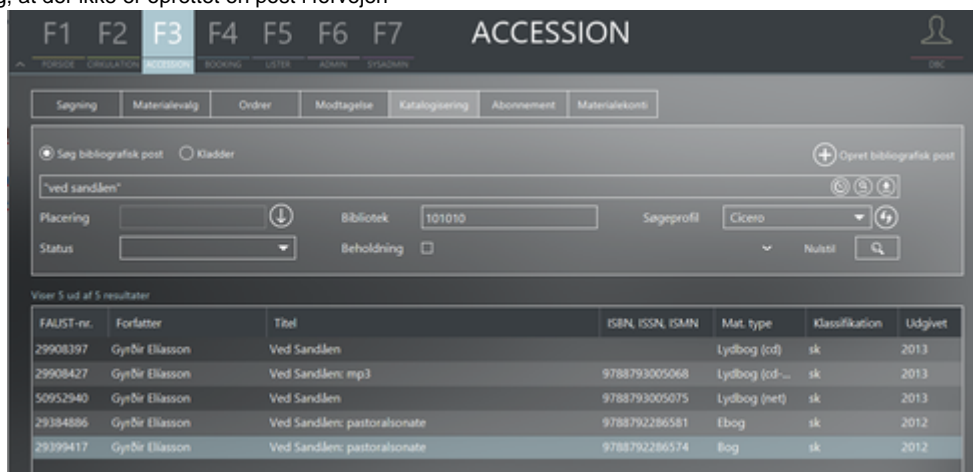 g, at der ikke er oprettet en post i forvejen
F1 F2 F3 F4 F5 F6 F7 ACCESSION
FORSIDE CIRKULATION ACCESSION BOOKING LISTER ADMIN SYSADMIN DBC
Søgning Materialevalg Ordrer Modtagelse Katalogisering Abonnement Materialekonti
Søg bibliografisk post Kladder Opret bibliografisk post
"ved sandåen"
Placering Bibliotek 101010 Søgeprofil Cicero
Status Beholdning Nulstil
Viser 5 ud af 5 resultater
FAUST-nr. Forfatter Titel ISBN, ISSN, ISMN Mat. type Klassifikation Udgivet
29908397 Gyrðir Elíasson Ved Sandåen Lydbog (cd) sk 2013
29908427 Gyrðir Elíasson Ved Sandåen: mp3 9788793005068 Lydbog (cd-... sk 2013
50952940 Gyrðir Elíasson Ved Sandåen 9788793005075 Lydbog (net) sk 2013
29384886 Gyrðir Elíasson Ved Sandåen: pastoralsonate 9788792286581 Ebog sk 2012
29399417 Gyrðir Elíasson Ved Sandåen: pastoralsonate 9788792286574 Bog sk 2012